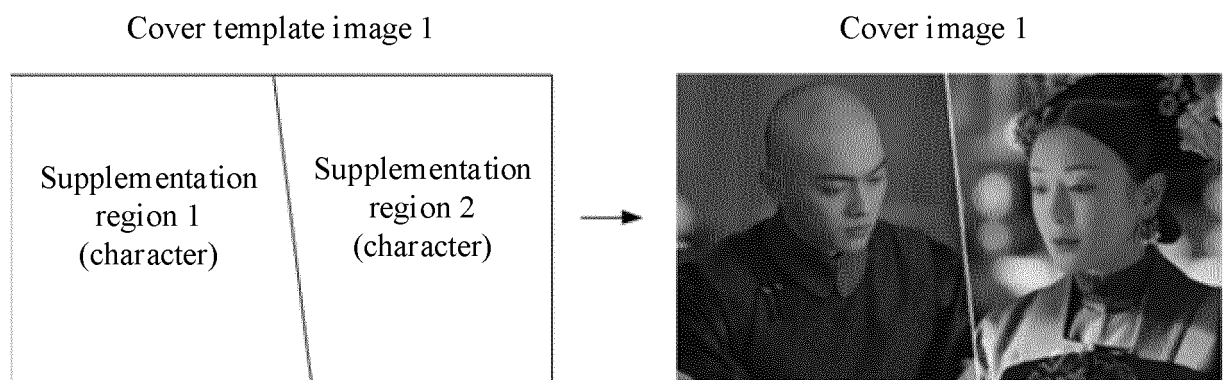 Cover template image 1
Cover image 1
Supplementation
region 1
(character)
Supplementation
region 2
(character)